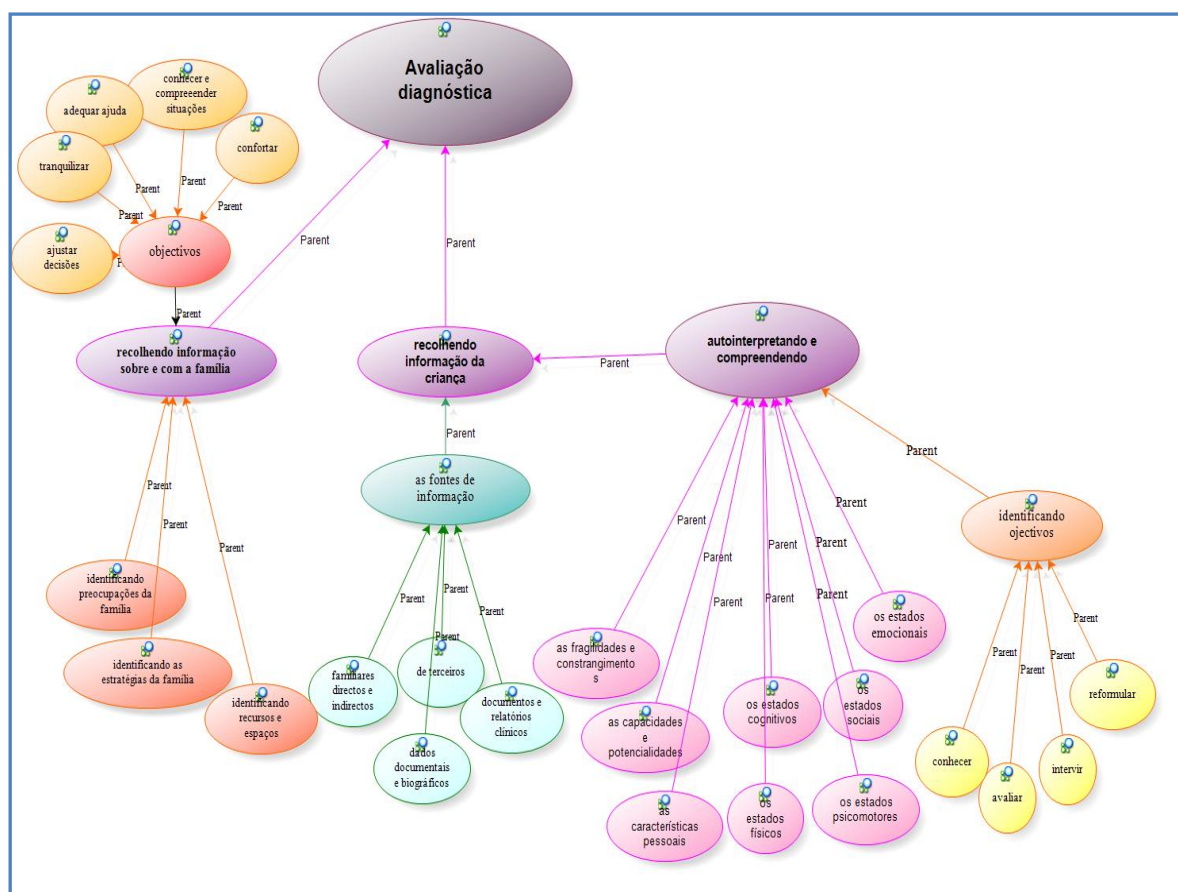 Avaliação
diagnóstica
conhecer e
compreeender
situações
adequar ajuda
confortar
tranquilizar
Parent
Parent
Parent
Parent
objectivos
ajustar
decisões
Parent
Parent
Parent
recolhendo informação
sobre e com a família
recolhendo
informação da
criança
autointerpretando e
compreendendo
Parent
Parent
as fontes de
informação
Parent
identificando
ojectivos
Parent
Parent
Parent
identificando
preocupações da
família
identificando as
estratégias da família
identificando
recursos e
espaços
Parent
Parent
Parent
Parent
familiares
directos e
indirectos
de terceiros
documentos e
relatórios
clínicos
dados
documentais
e biográficos
Parent
Parent
Parent
Parent
Parent
Parent
Parent
Parent
as fragilidades e
constrangimento
s
as capacidades
e
potencialidades
as
características
pessoais
os estados
cognitivos
os
estados
físicos
os
estados
sociais
os estados
psicomotores
os estados
emocionais
Parent
Parent
Parent
Parent
conhecer
avaliar
intervir
reformular